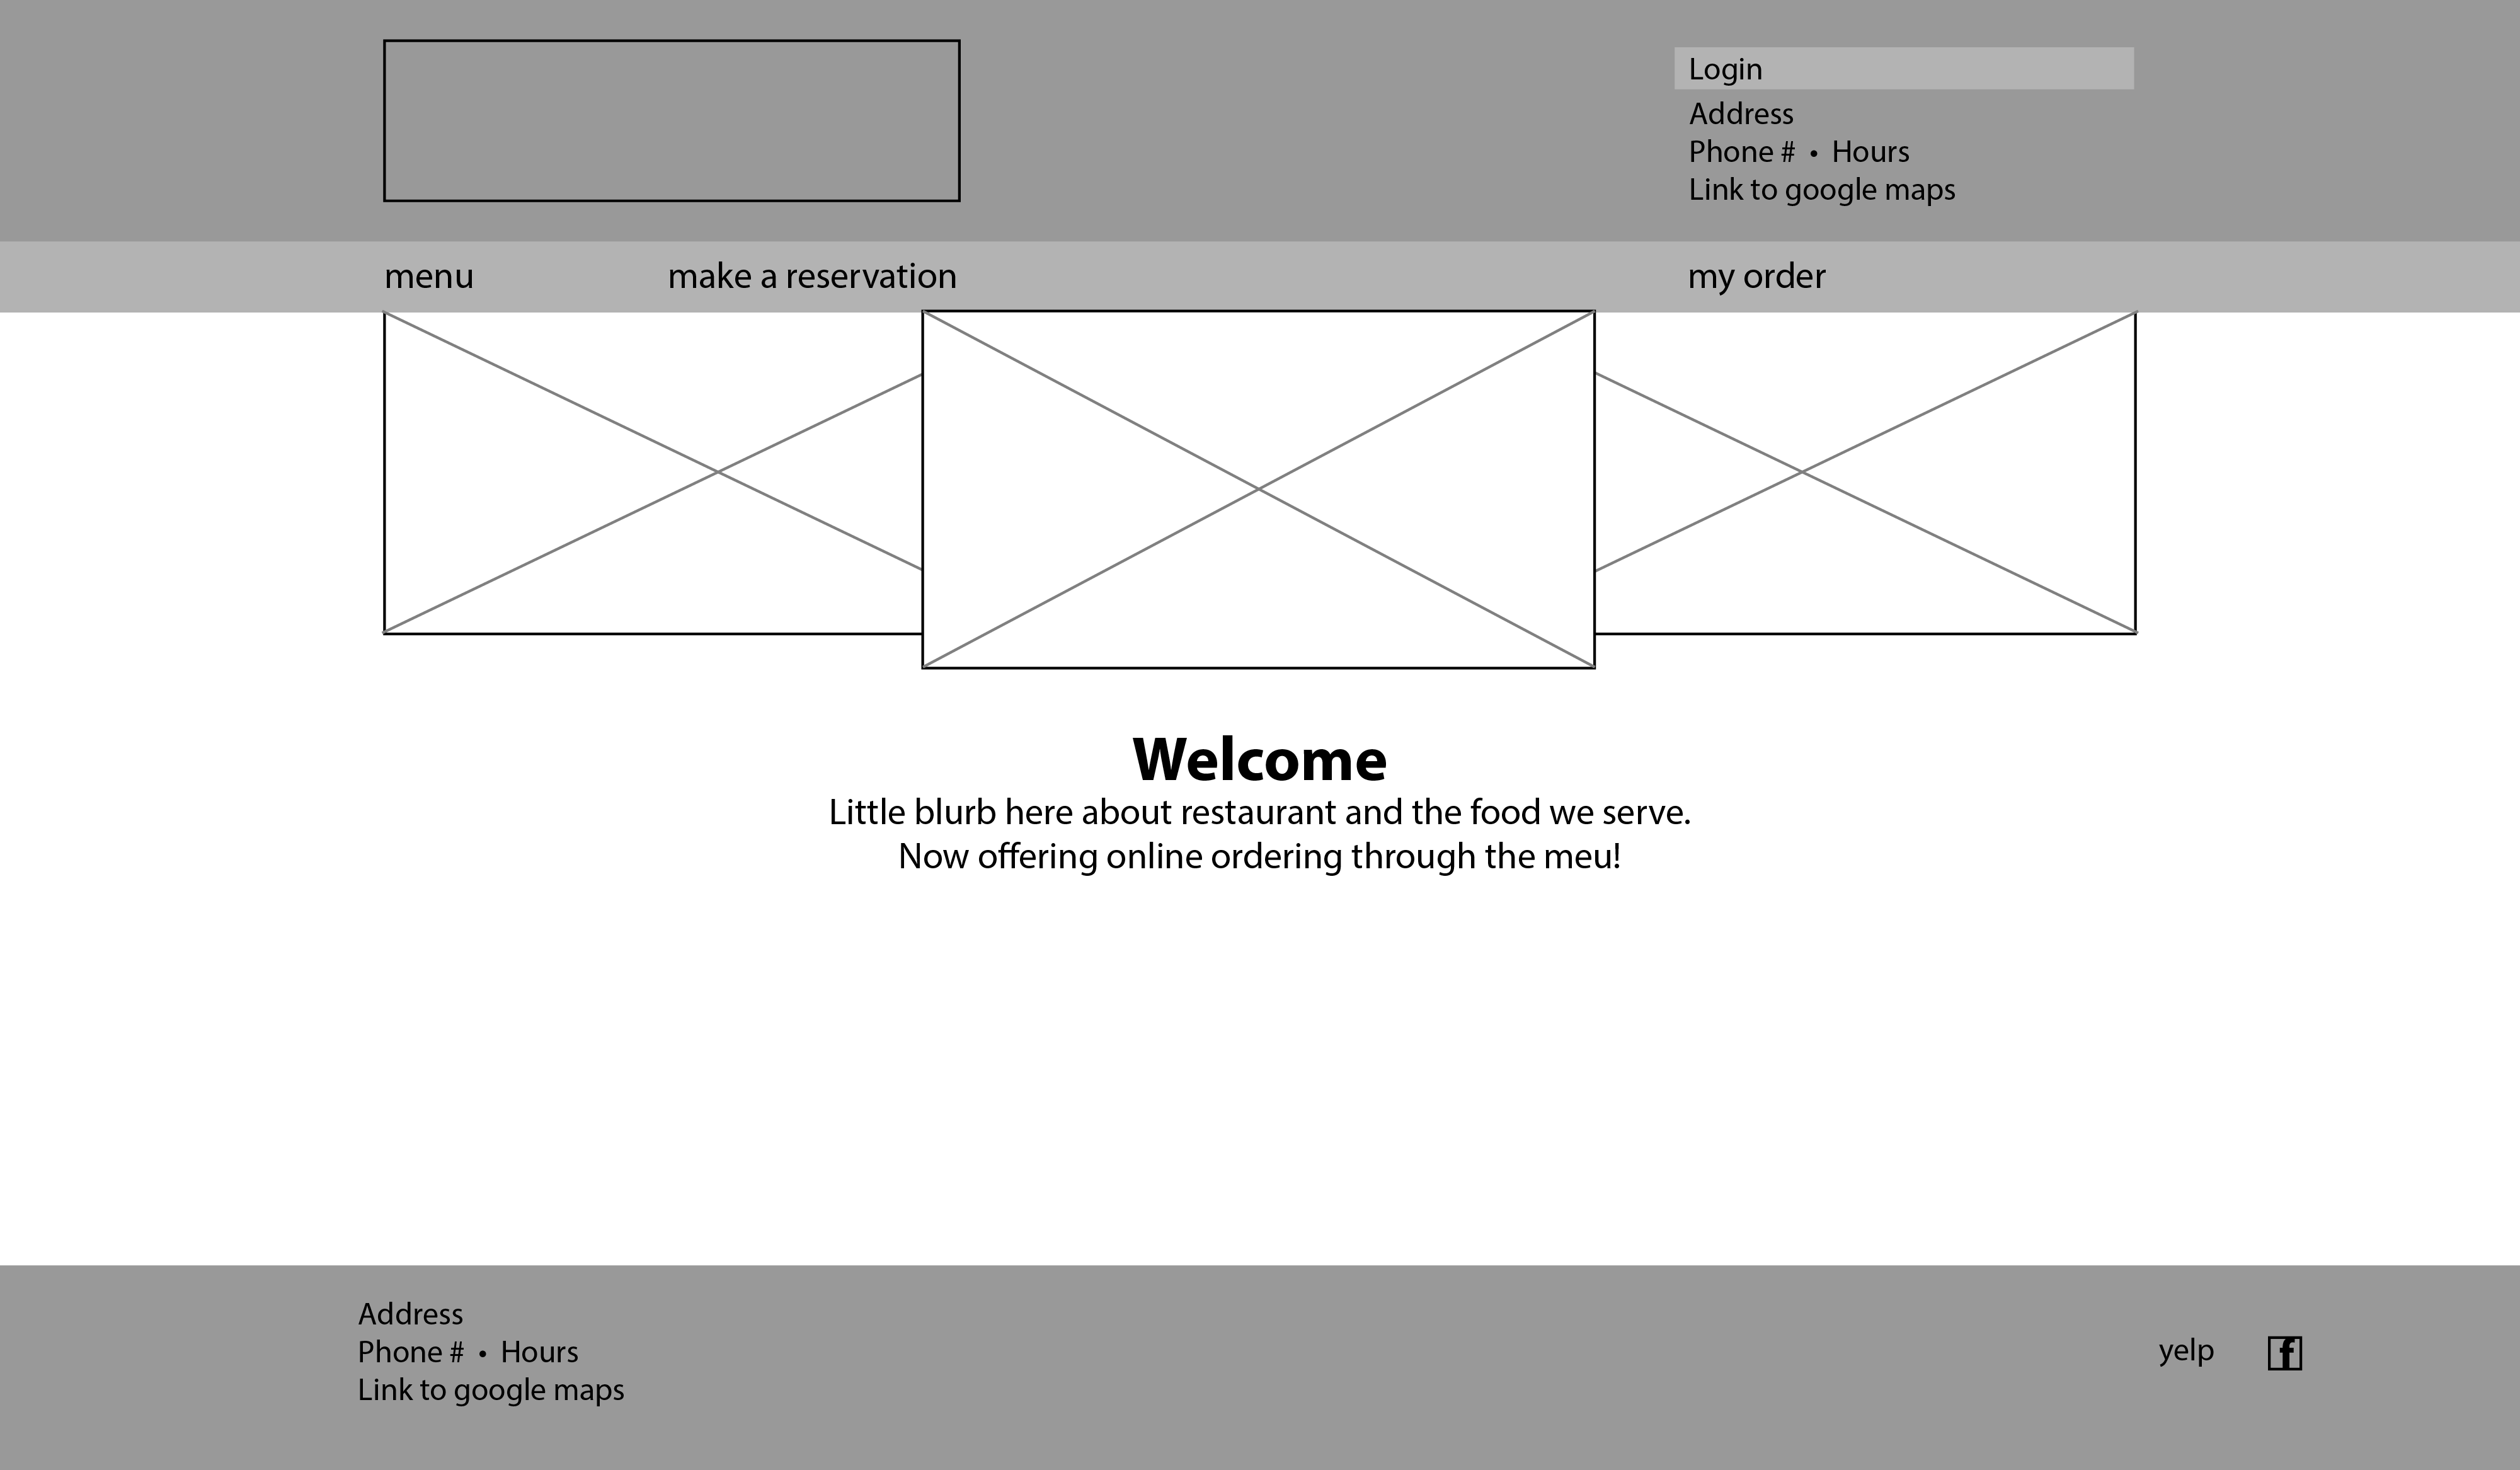 Login
Address
Phone # • Hours
Link to google maps
menu make a reservation my order
Welcome
Little blurb here about restaurant and the food we serve.
Now offering online ordering through the meu!
Address
Phone # • Hours
Link to google maps
yelp f